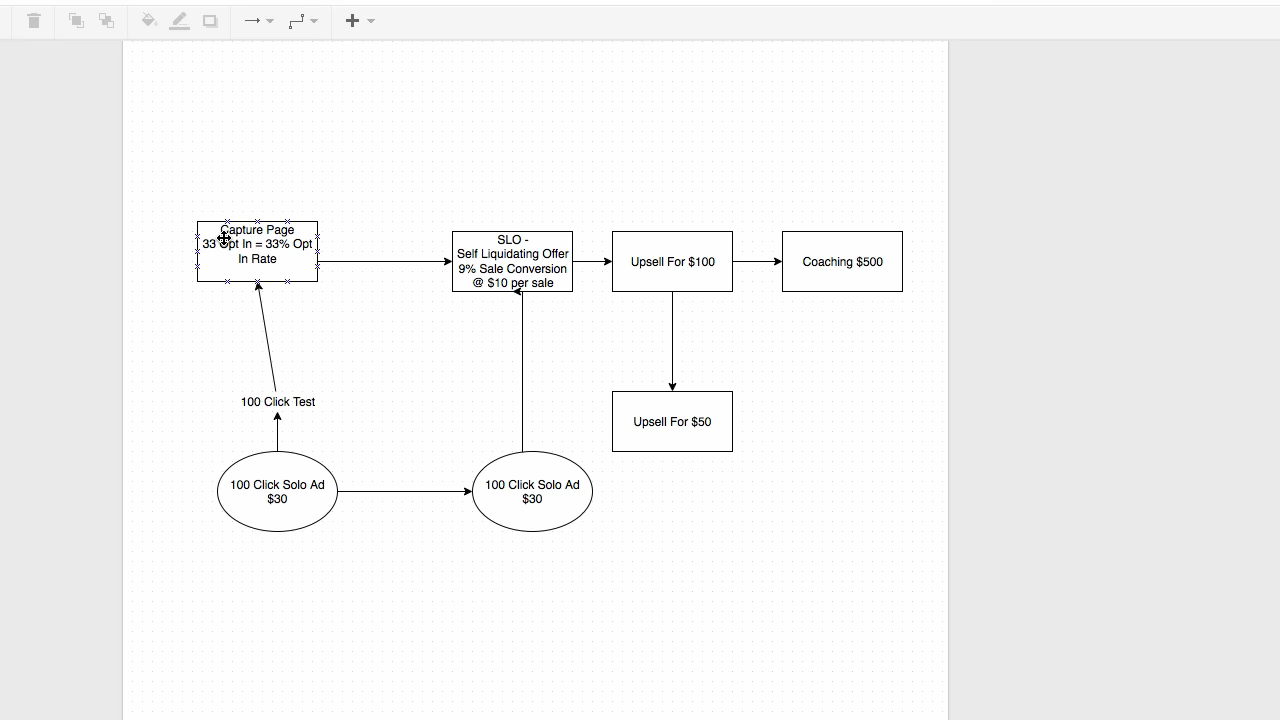 Capture Page
33 Opt In = 33% Opt
In Rate
SLO -
Self Liquidating Offer
9% Sale Conversion
@ $10 per sale
Upsell For $100
Coaching $500
100 Click Test
Upsell For $50
100 Click Solo Ad
$30
100 Click Solo Ad
$30